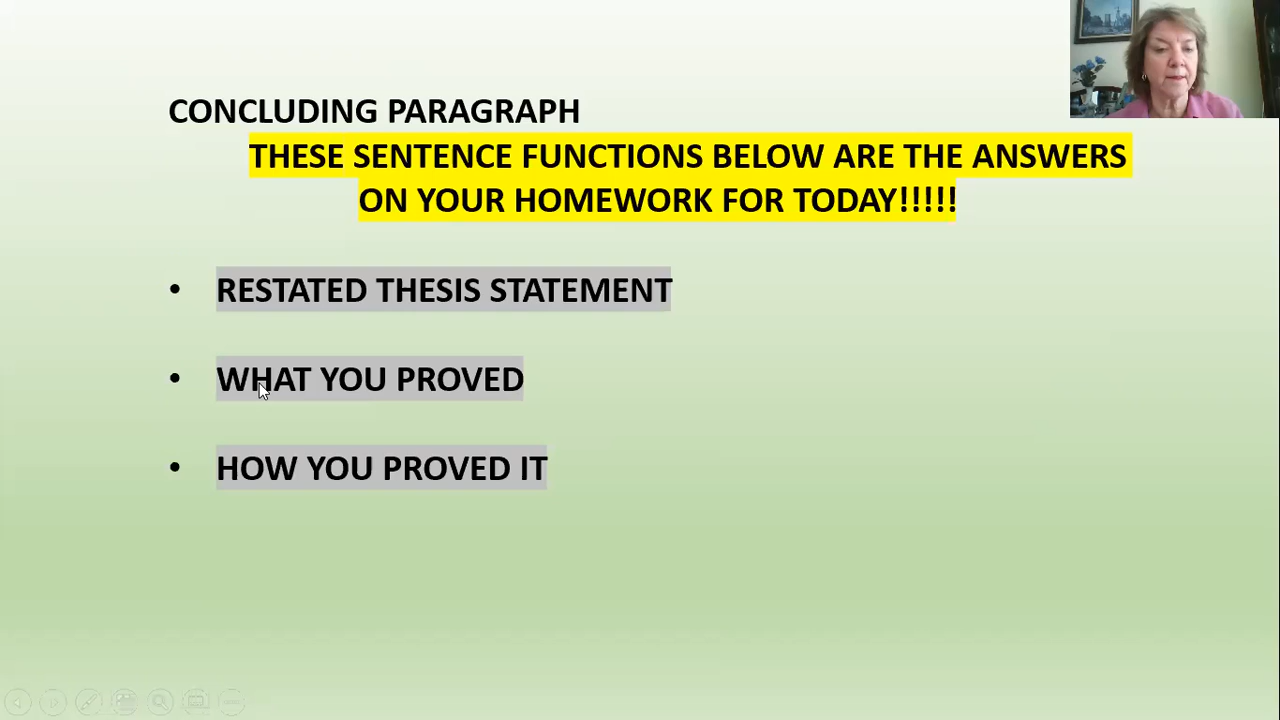 CONCLUDING PARAGRAPH
THESE SENTENCE FUNCTIONS BELOW ARE THE ANSWERS
ON YOUR HOMEWORK FOR TODAY!!!!!
• RESTATED THESIS STATEMENT
• WHAT YOU PROVED
• HOW YOU PROVED IT